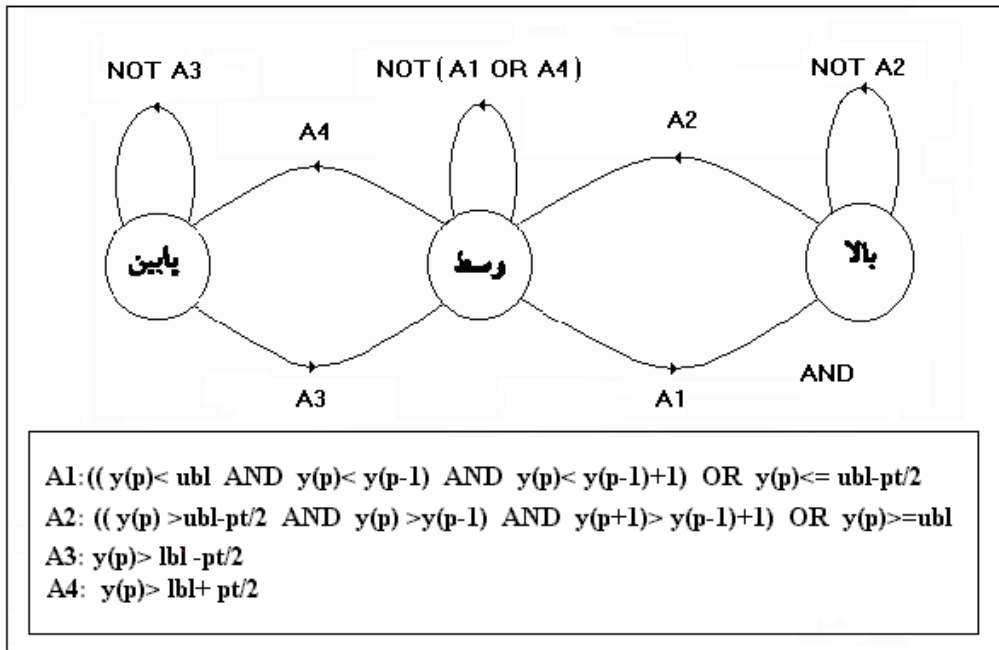 NOT A3
NOT (A1 OR A4)
NOT A2
A4
A2
پایین
وسط
بالا
A3
A1
AND
A1: (( y(p)< ubl AND y(p)< y(p-1) AND y(p)< y(p-1)+1) OR y(p)<= ubl-pt/2
A2: (( y(p) >ubl-pt/2 AND y(p) >y(p-1) AND y(p+1)> y(p-1)+1) OR y(p)>=ubl
A3: y(p)> lbl -pt/2
A4: y(p)> lbl+ pt/2